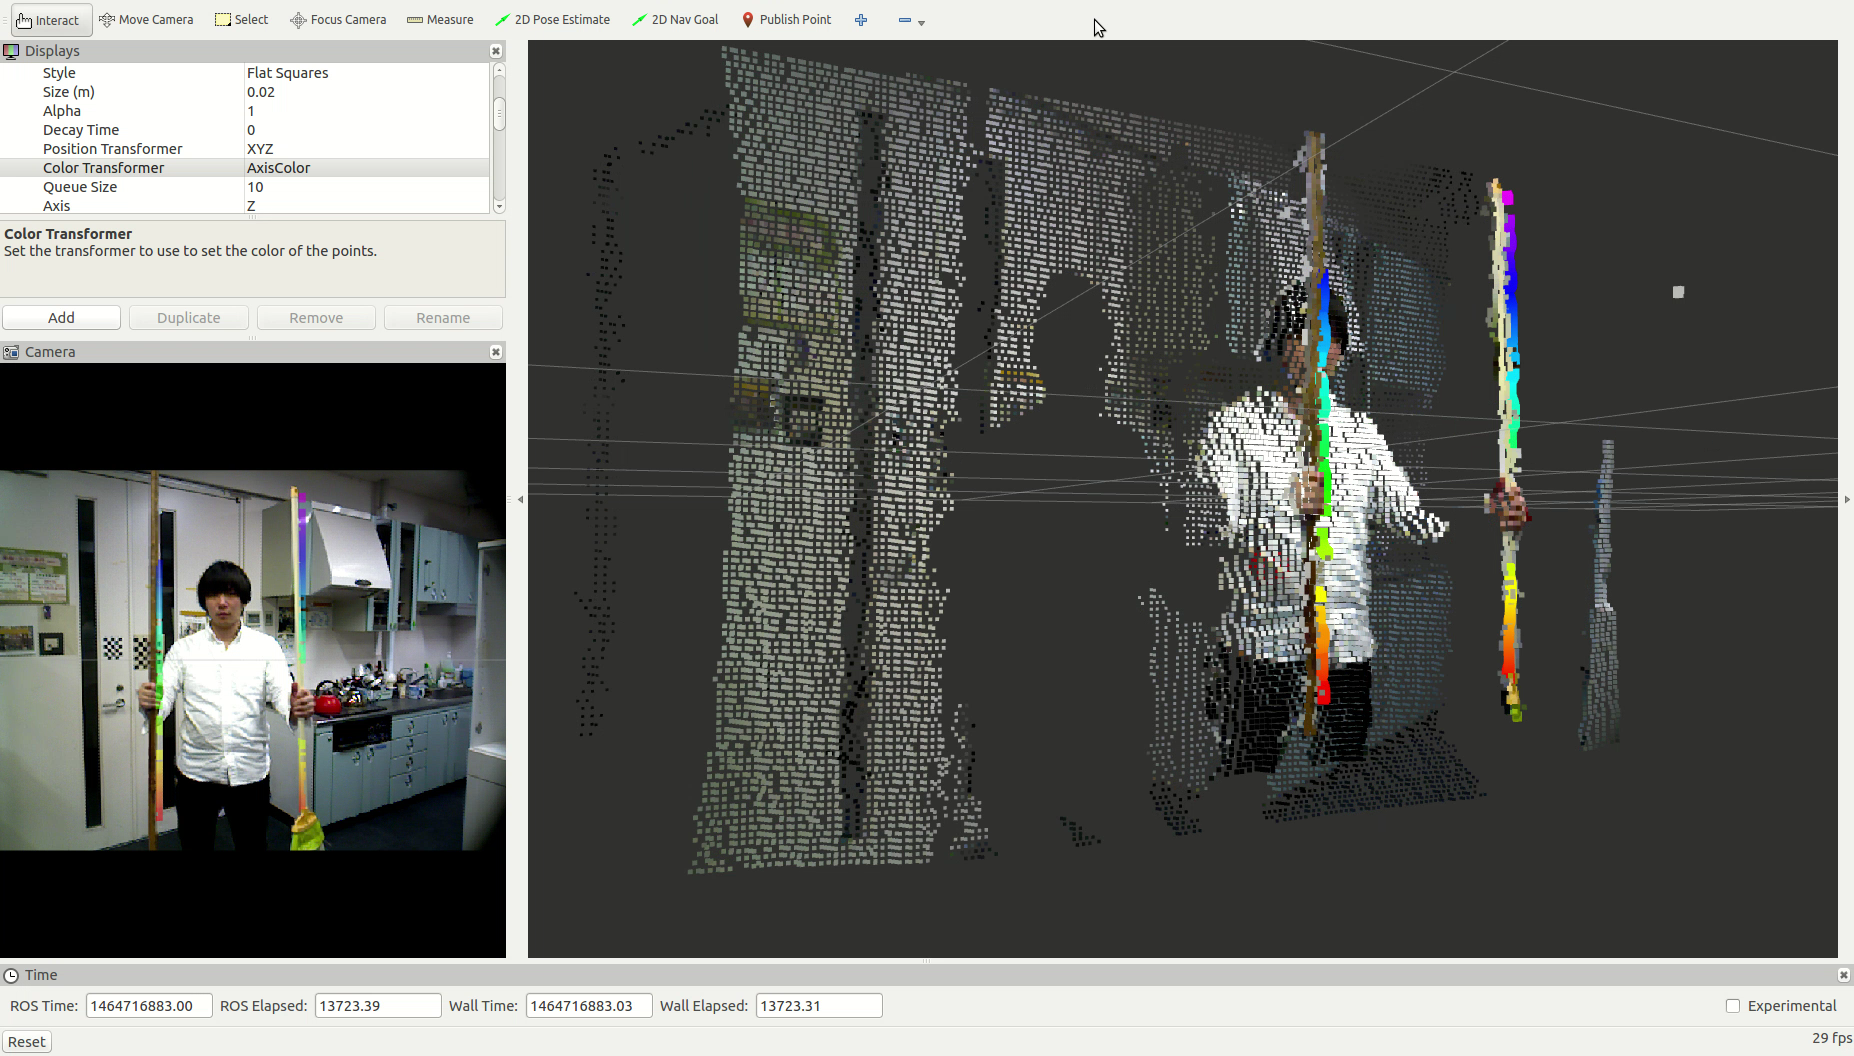 Interact Move Camera Select Focus Camera Measure 2D Pose Estimate 2D Nav Goal Publish Point
Displays
Style Flat Squares
Size (m) 0.02
Alpha 1
Decay Time 0
Position Transformer XYZ
Color Transformer AxisColor
Queue Size 10
Axis Z
Color Transformer
Set the transformer to use to set the color of the points.
Add Duplicate Remove Rename
Camera
Time
ROS Time: 1464716883.00 ROS Elapsed: 13723.39 Wall Time: 1464716883.03 Wall Elapsed: 13723.31 Experimental
Reset 29 fps